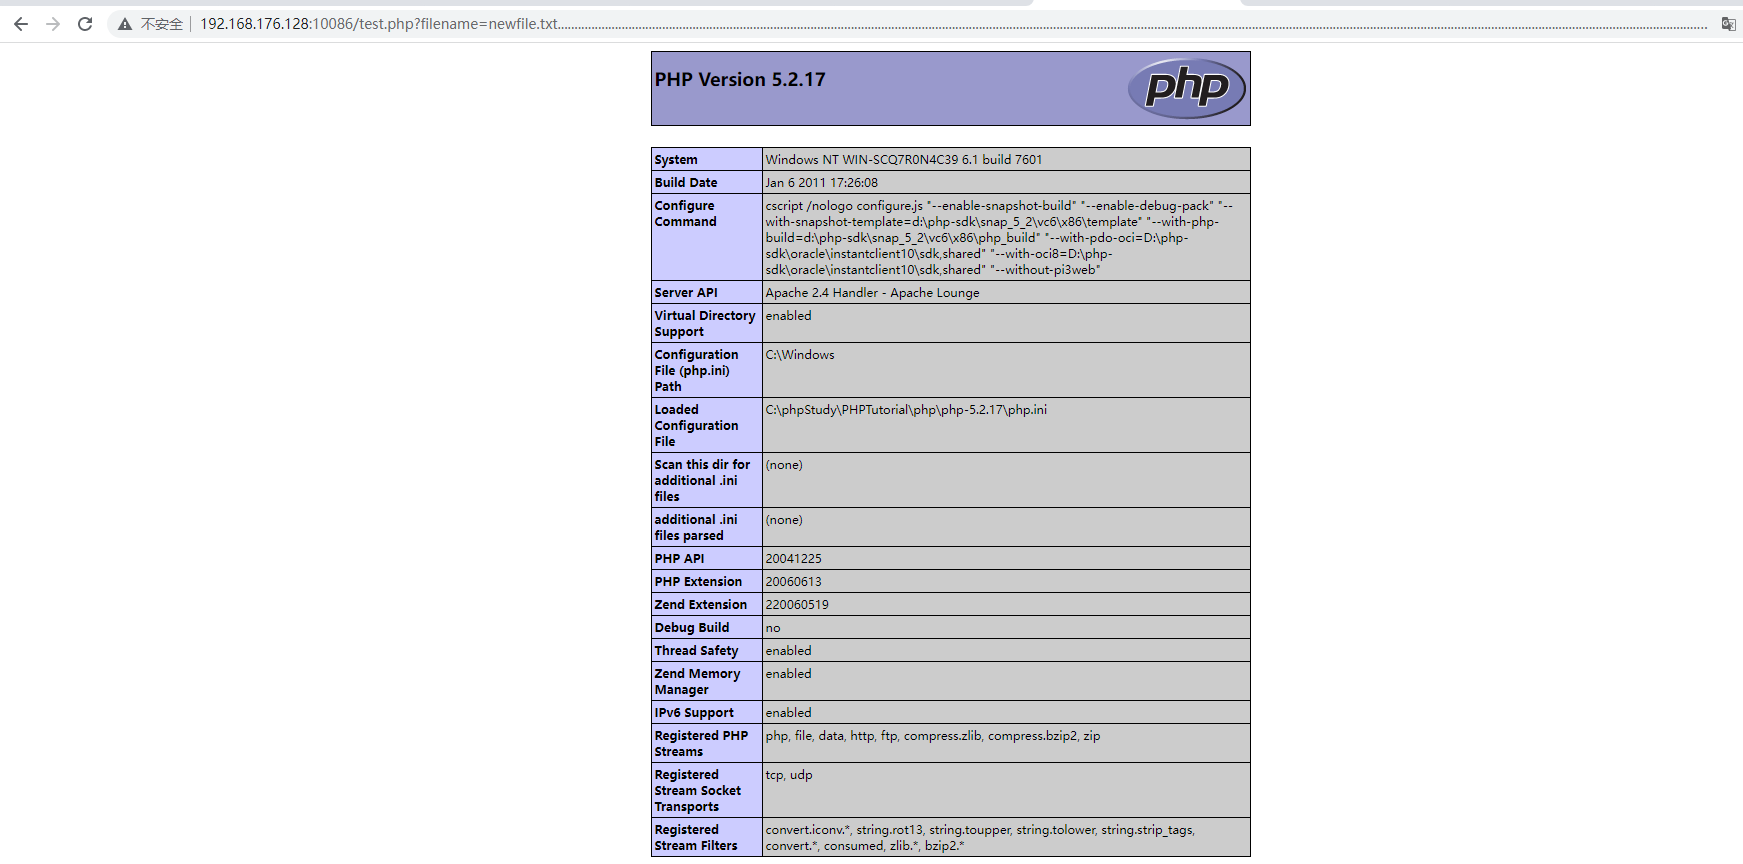 不安全 192.168.176.128:10086/test.php?filename=newfile.txt
PHP Version 5.2.17
php
System Windows NT WIN-SCQ7R0N4C39 6.1 build 7601
Build Date Jan 6 2011 17:26:08
Configure cscript /nologo configure.js "--enable-snapshot-build" "--enable-debug-pack" "--
Command with-snapshot-template=d:\php-sdk\snap_5_2\vc6\x86\template" "--with-php-
build=d:\php-sdk\snap_5_2\vc6\x86\php_build" "--with-pdo-oci=D:\php-
sdk\oracle\instantclient10\sdk,shared" "--with-oci8=D:\php-
sdk\oracle\instantclient10\sdk,shared" "--without-pi3web"
Server API Apache 2.4 Handler - Apache Lounge
Virtual Directory enabled
Support
Configuration C:\Windows
File (php.ini)
Path
Loaded C:\phpStudy\PHPTutorial\php\php-5.2.17\php.ini
Configuration
File
Scan this dir for (none)
additional .ini
files
additional .ini (none)
files parsed
PHP API 20041225
PHP Extension 20060613
Zend Extension 220060519
Debug Build no
Thread Safety enabled
Zend Memory enabled
Manager
IPv6 Support enabled
Registered PHP php, file, data, http, ftp, compress.zlib, compress.bzip2, zip
Streams
Registered tcp, udp
Stream Socket
Transports
Registered convert.iconv.*, string.rot13, string.toupper, string.tolower, string.strip_tags,
Stream Filters convert.*, consumed, zlib.*, bzip2.*